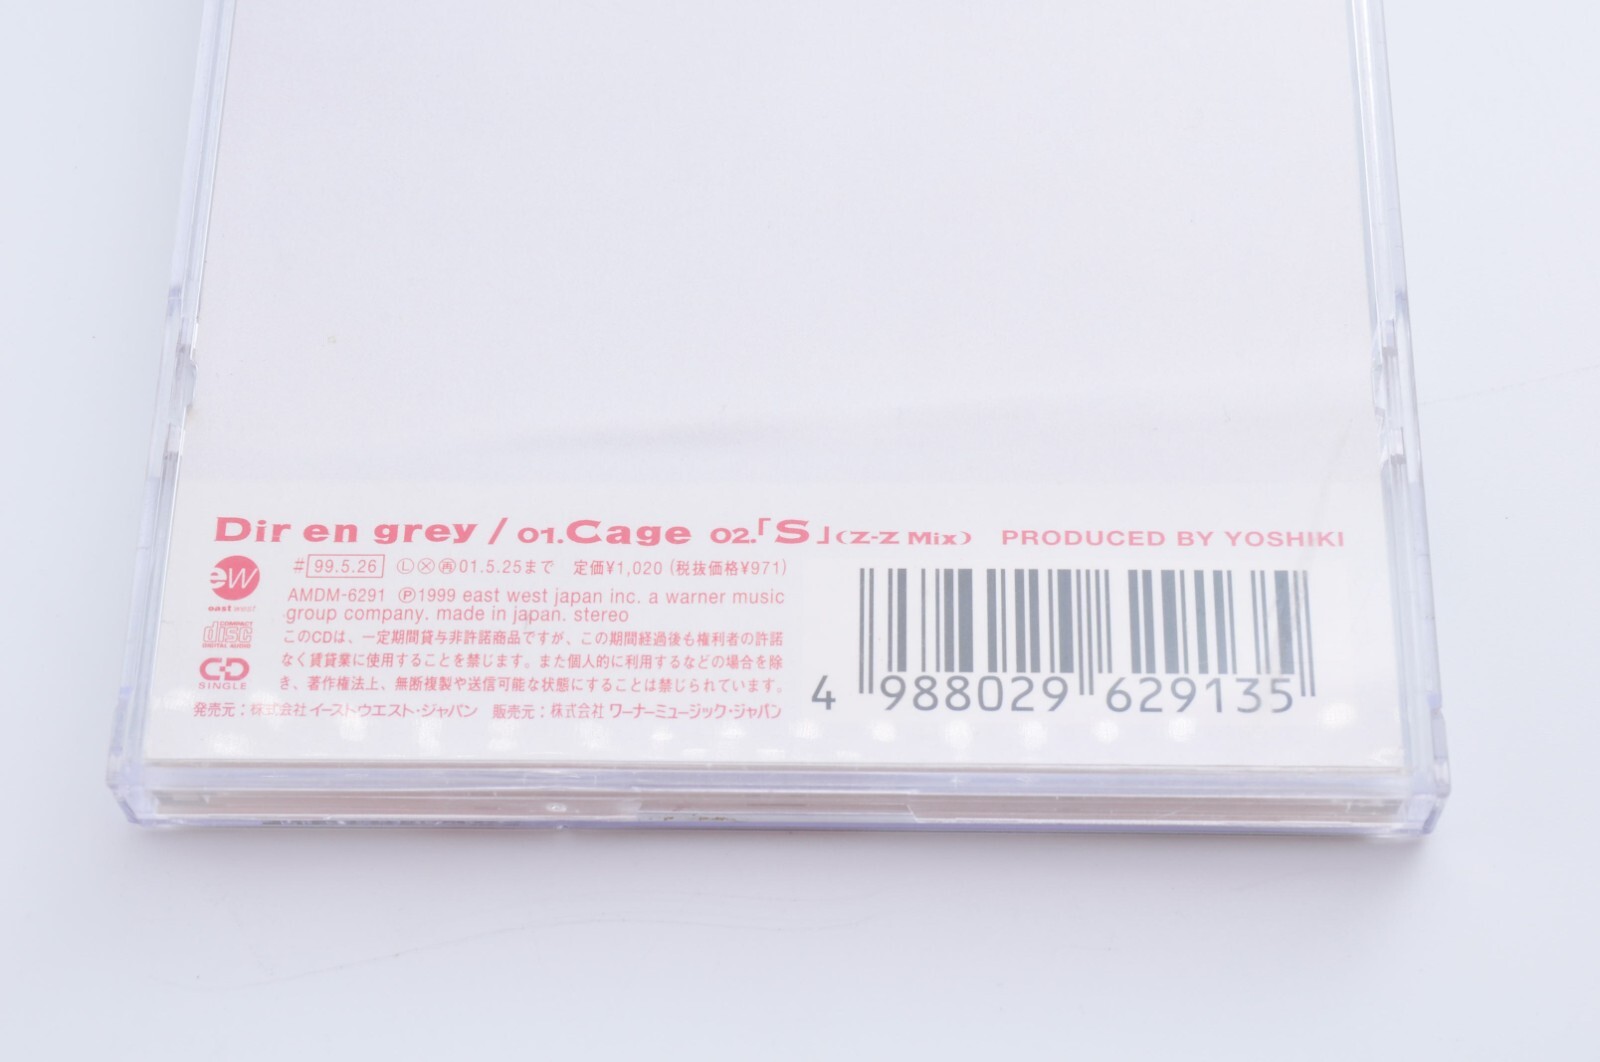 Dir en grey / 01.Cage 02.「S」(Z-Z Mix) PRODUCED BY YOSHIKI
ew
east west
# 99.5.26 Ⓛ Ⓧ ㊞01.5.25まで 定価¥1,020 (税抜価格¥971)
AMDM-6291 Ⓟ1999 east west japan inc. a warner music
group company. made in japan. stereo
COMPACT
disc
DIGITAL AUDIO
CD
SINGLE
このCDは、一定期間貸与非許諾商品ですが、この期間経過後も権利者の許諾
なく賃貸業に使用することを禁じます。また個人的に利用するなどの場合を除
き、著作権法上、無断複製や送信可能な状態にすることは禁じられています。
発売元：株式会社イーストウエスト・ジャパン 販売元：株式会社ワーナーミュージック・ジャパン
4 988029 629135